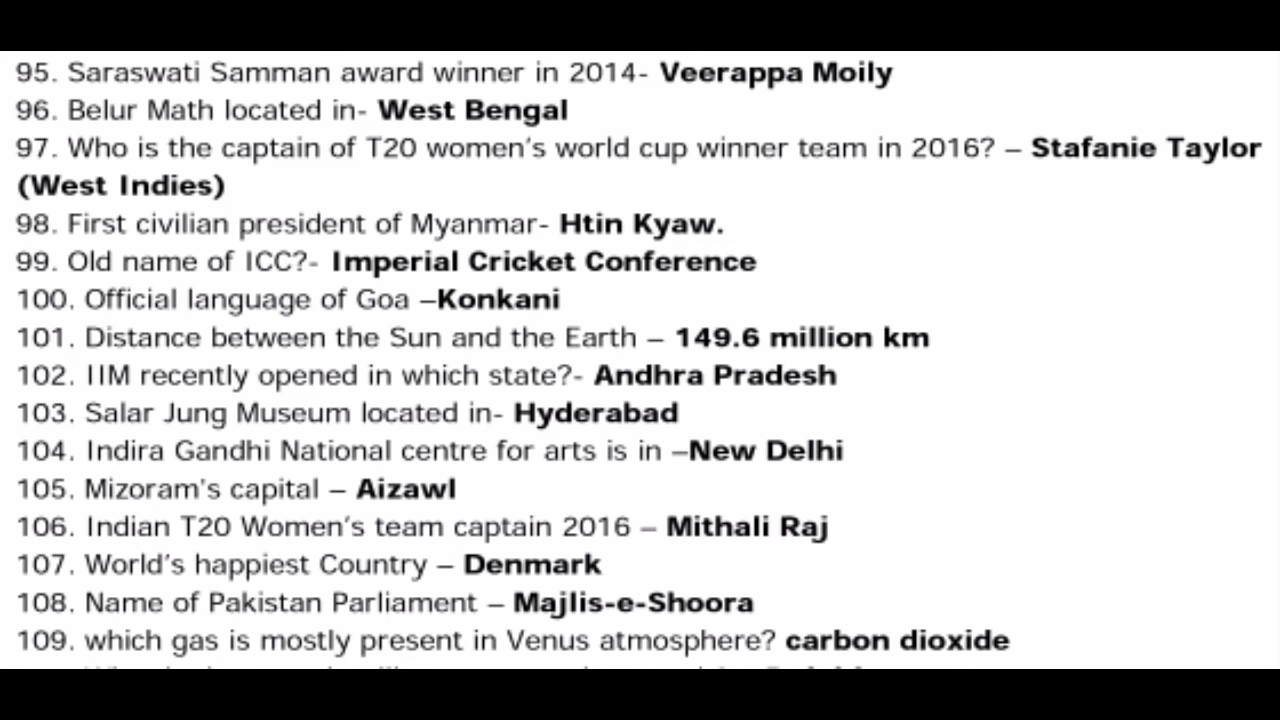 95. Saraswati Samman award winner in 2014- Veerappa Moily
96. Belur Math located in- West Bengal
97. Who is the captain of T20 women's world cup winner team in 2016? – Stafanie Taylor
(West Indies)
98. First civilian president of Myanmar- Htin Kyaw.
99. Old name of ICC?- Imperial Cricket Conference
100. Official language of Goa –Konkani
101. Distance between the Sun and the Earth – 149.6 million km
102. IIM recently opened in which state?- Andhra Pradesh
103. Salar Jung Museum located in- Hyderabad
104. Indira Gandhi National centre for arts is in –New Delhi
105. Mizoram's capital – Aizawl
106. Indian T20 Women's team captain 2016 – Mithali Raj
107. World's happiest Country – Denmark
108. Name of Pakistan Parliament – Majlis-e-Shoora
109. which gas is mostly present in Venus atmosphere? carbon dioxide